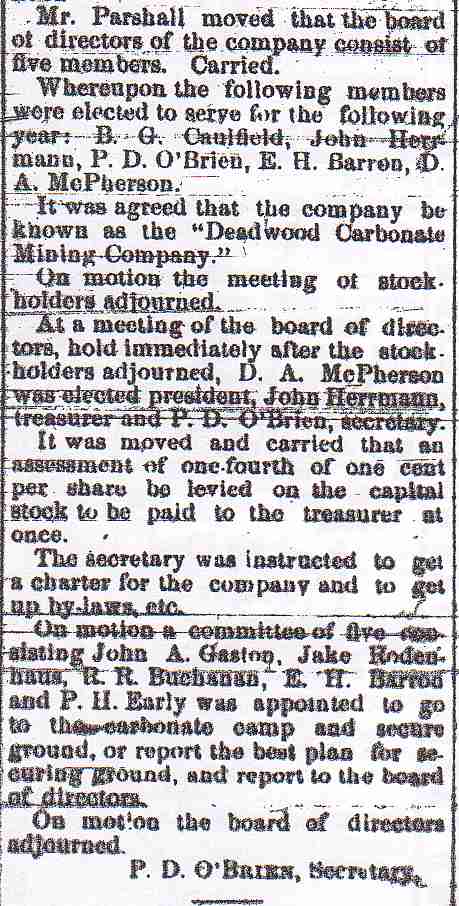 Mr. Parshall moved that the board
of directors of the company consist of
five members. Carried.
Whereupon the following members
were elected to serve for the following
year: B. G. Caulfield, John Herr-
mann, P. D. O'Brien, E. H. Barron, D.
A. McPherson.
It was agreed that the company be
known as the "Deadwood Carbonate
Mining Company."
On motion the meeting of stock-
holders adjourned.
At a meeting of the board of direc-
tors, hold immediately after the stock-
holders adjourned, D. A. McPherson
was elected president, John Herrmann,
treasurer and P. D. O'Brien, secretary.
It was moved and carried that an
assessment of one-fourth of one cent
per share be levied on the capital
stock to be paid to the treasurer at
once.
The secretary was instructed to get
a charter for the company and to get
up by-laws, etc.
On motion a committee of five con-
sisting John A. Gaston, Jake Roden-
haus, R. R. Buchanan, E. H. Barron
and P. H. Early was appointed to go
to the carbonate camp and secure
ground, or report the best plan for se-
curing ground, and report to the board
of directors.
On motion the board of directors
adjourned.
P. D. O'BRIEN, Secretary.